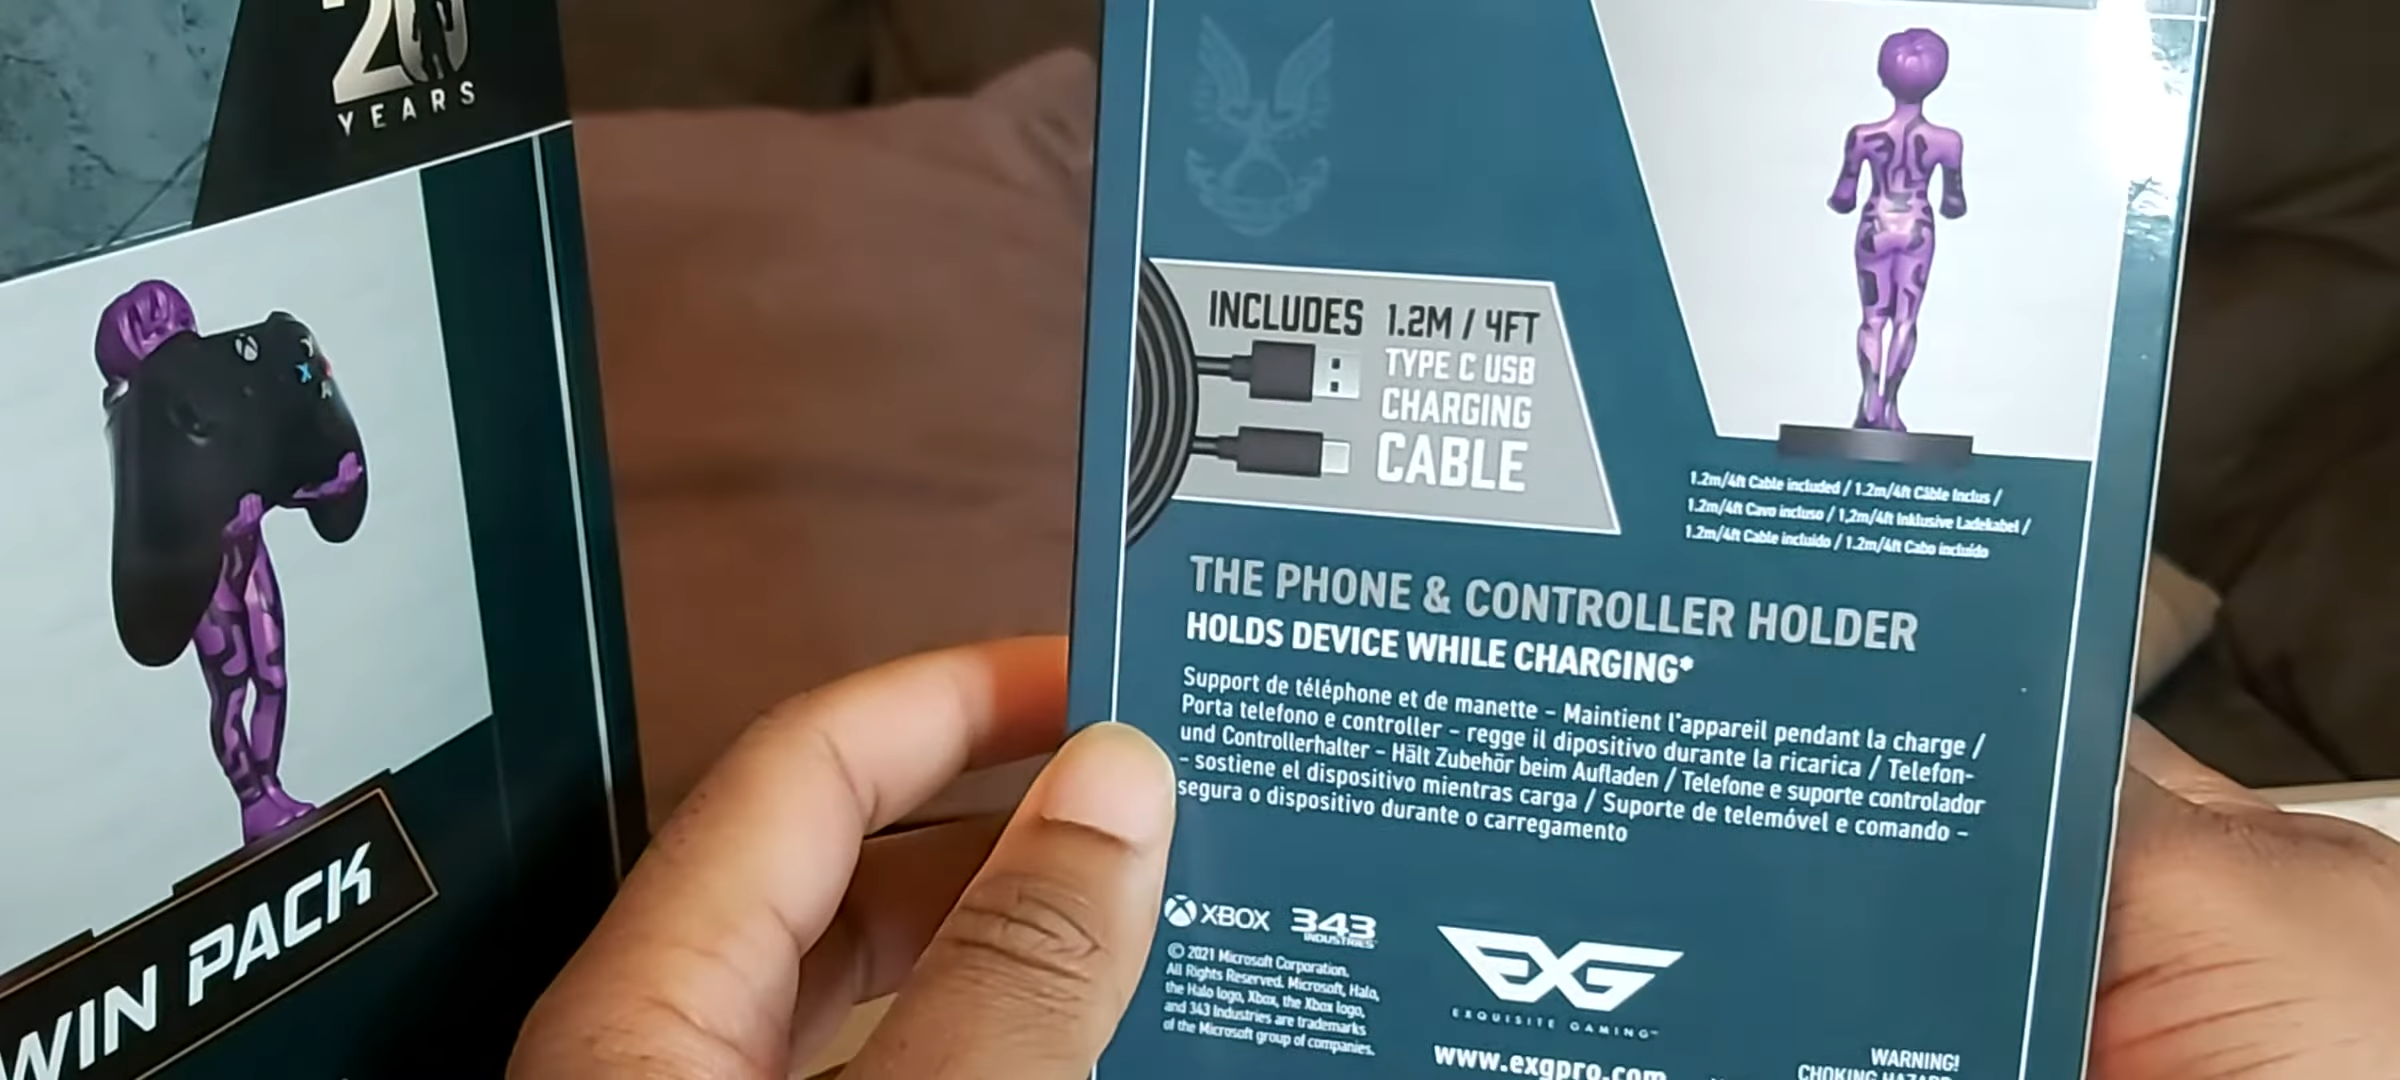 20
YEARS
WIN PACK
INCLUDES 1.2M / 4FT
TYPE C USB
CHARGING
CABLE
1.2m/4ft Cable included / 1.2m/4ft Câble Inclus /
1.2m/4ft Cavo incluso / 1,2m/4ft Inklusive Ladekabel /
1.2m/4ft Cable incluido / 1.2m/4ft Cabo incluído
THE PHONE & CONTROLLER HOLDER
HOLDS DEVICE WHILE CHARGING*
Support de téléphone et de manette – Maintient l'appareil pendant la charge /
Porta telefono e controller – regge il dipositivo durante la ricarica / Telefon-
und Controllerhalter – Hält Zubehör beim Aufladen / Telefone e suporte controlador
– sostiene el dispositivo mientras carga / Suporte de telemóvel e comando –
segura o dispositivo durante o carregamento
XBOX 343
INDUSTRIES
© 2021 Microsoft Corporation.
All Rights Reserved. Microsoft, Halo,
the Halo logo, Xbox, the Xbox logo,
and 343 Industries are trademarks
of the Microsoft group of companies.
EXG
EXQUISITE GAMING™
www.exgpro.com
WARNING!
CHOKING HAZARD